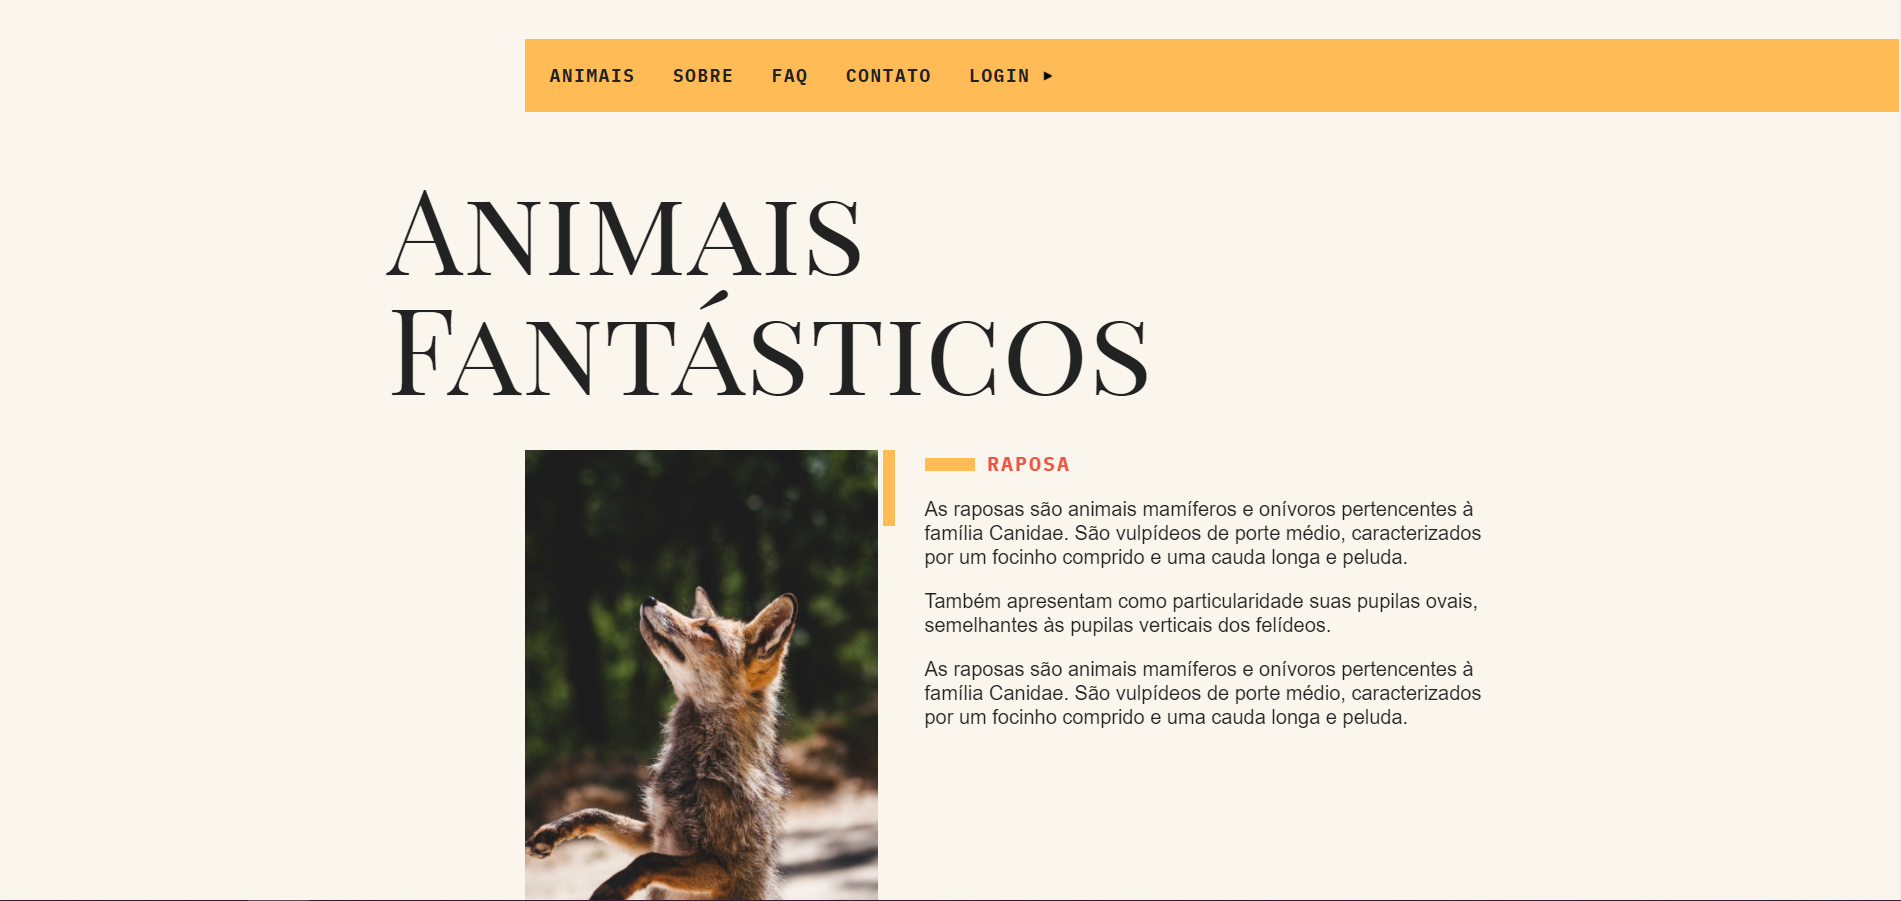 ANIMAIS SOBRE FAQ CONTATO LOGIN ▸
Animais
Fantásticos
RAPOSA
As raposas são animais mamíferos e onívoros pertencentes à
família Canidae. São vulpídeos de porte médio, caracterizados
por um focinho comprido e uma cauda longa e peluda.
Também apresentam como particularidade suas pupilas ovais,
semelhantes às pupilas verticais dos felídeos.
As raposas são animais mamíferos e onívoros pertencentes à
família Canidae. São vulpídeos de porte médio, caracterizados
por um focinho comprido e uma cauda longa e peluda.